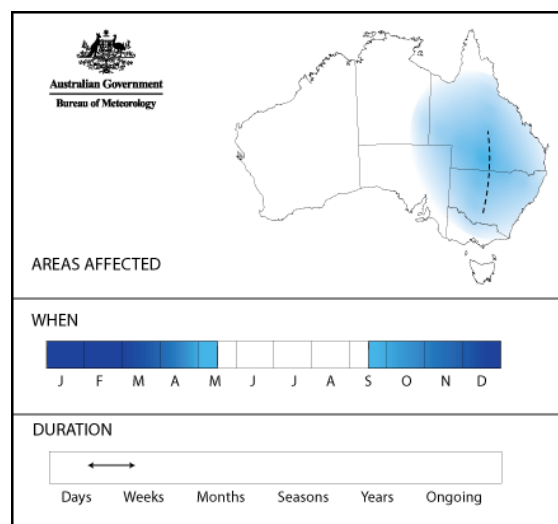 Australian Government
Bureau of Meteorology
AREAS AFFECTED
WHEN
J F M A M J J A S O N D
DURATION
Days Weeks Months Seasons Years Ongoing